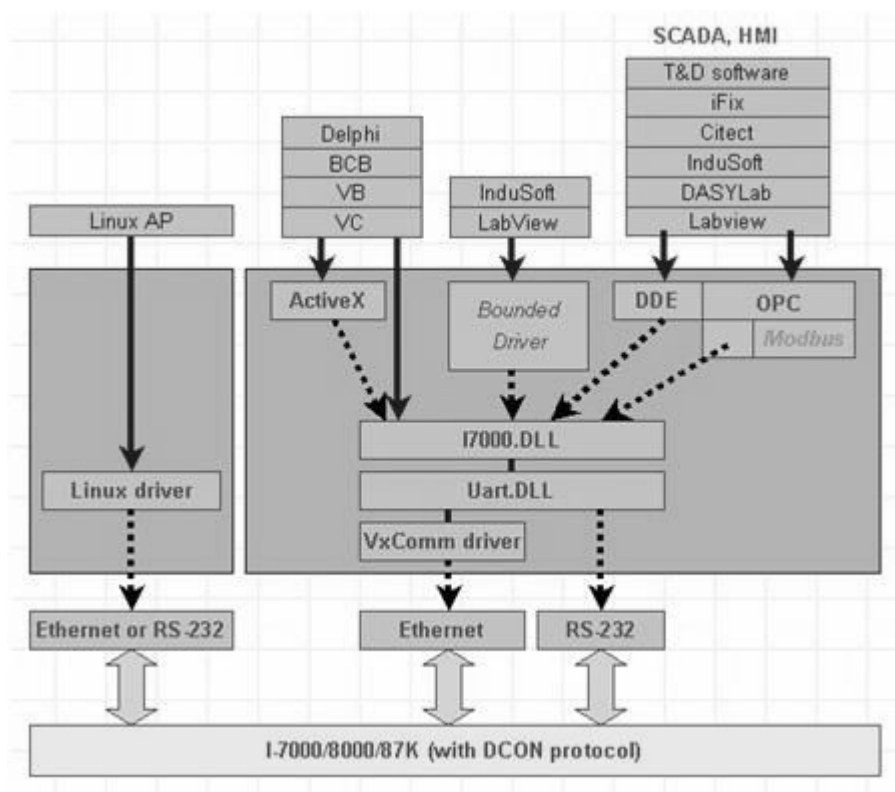 SCADA, HMI
T&D software
iFix
Citect
InduSoft
DASYLab
Labview
Delphi
BCB
VB
VC
InduSoft
LabView
Linux AP
ActiveX
Bounded
Driver
DDE
OPC
Modbus
I7000.DLL
Linux driver
Uart.DLL
VxComm driver
Ethernet or RS-232
Ethernet
RS-232
I-7000/8000/87K (with DCON protocol)